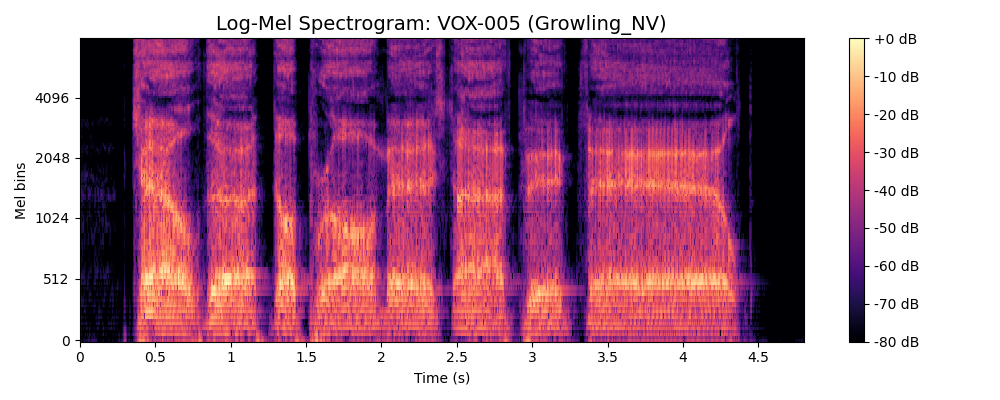 Log-Mel Spectrogram: VOX-005 (Growling_NV)
Mel bins
4096
2048
1024
512
0
0 0.5 1 1.5 2 2.5 3 3.5 4 4.5
Time (s)
+0 dB
-10 dB
-20 dB
-30 dB
-40 dB
-50 dB
-60 dB
-70 dB
-80 dB